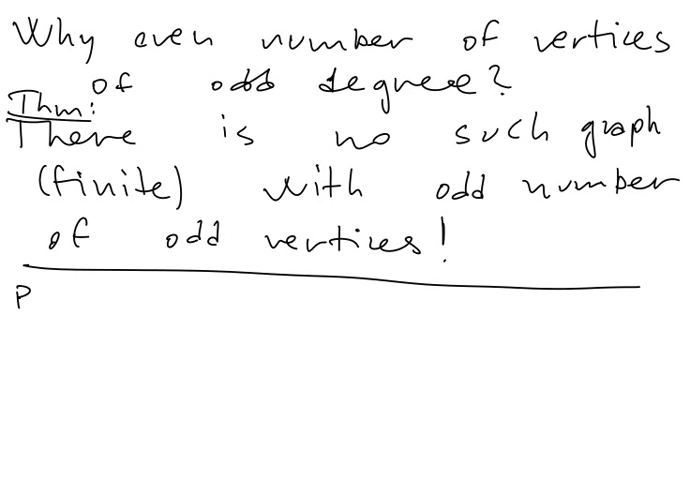 Why even number of vertices
of odd degree?
Thm:
There is no such graph
(finite) with odd number
of odd vertices!
P